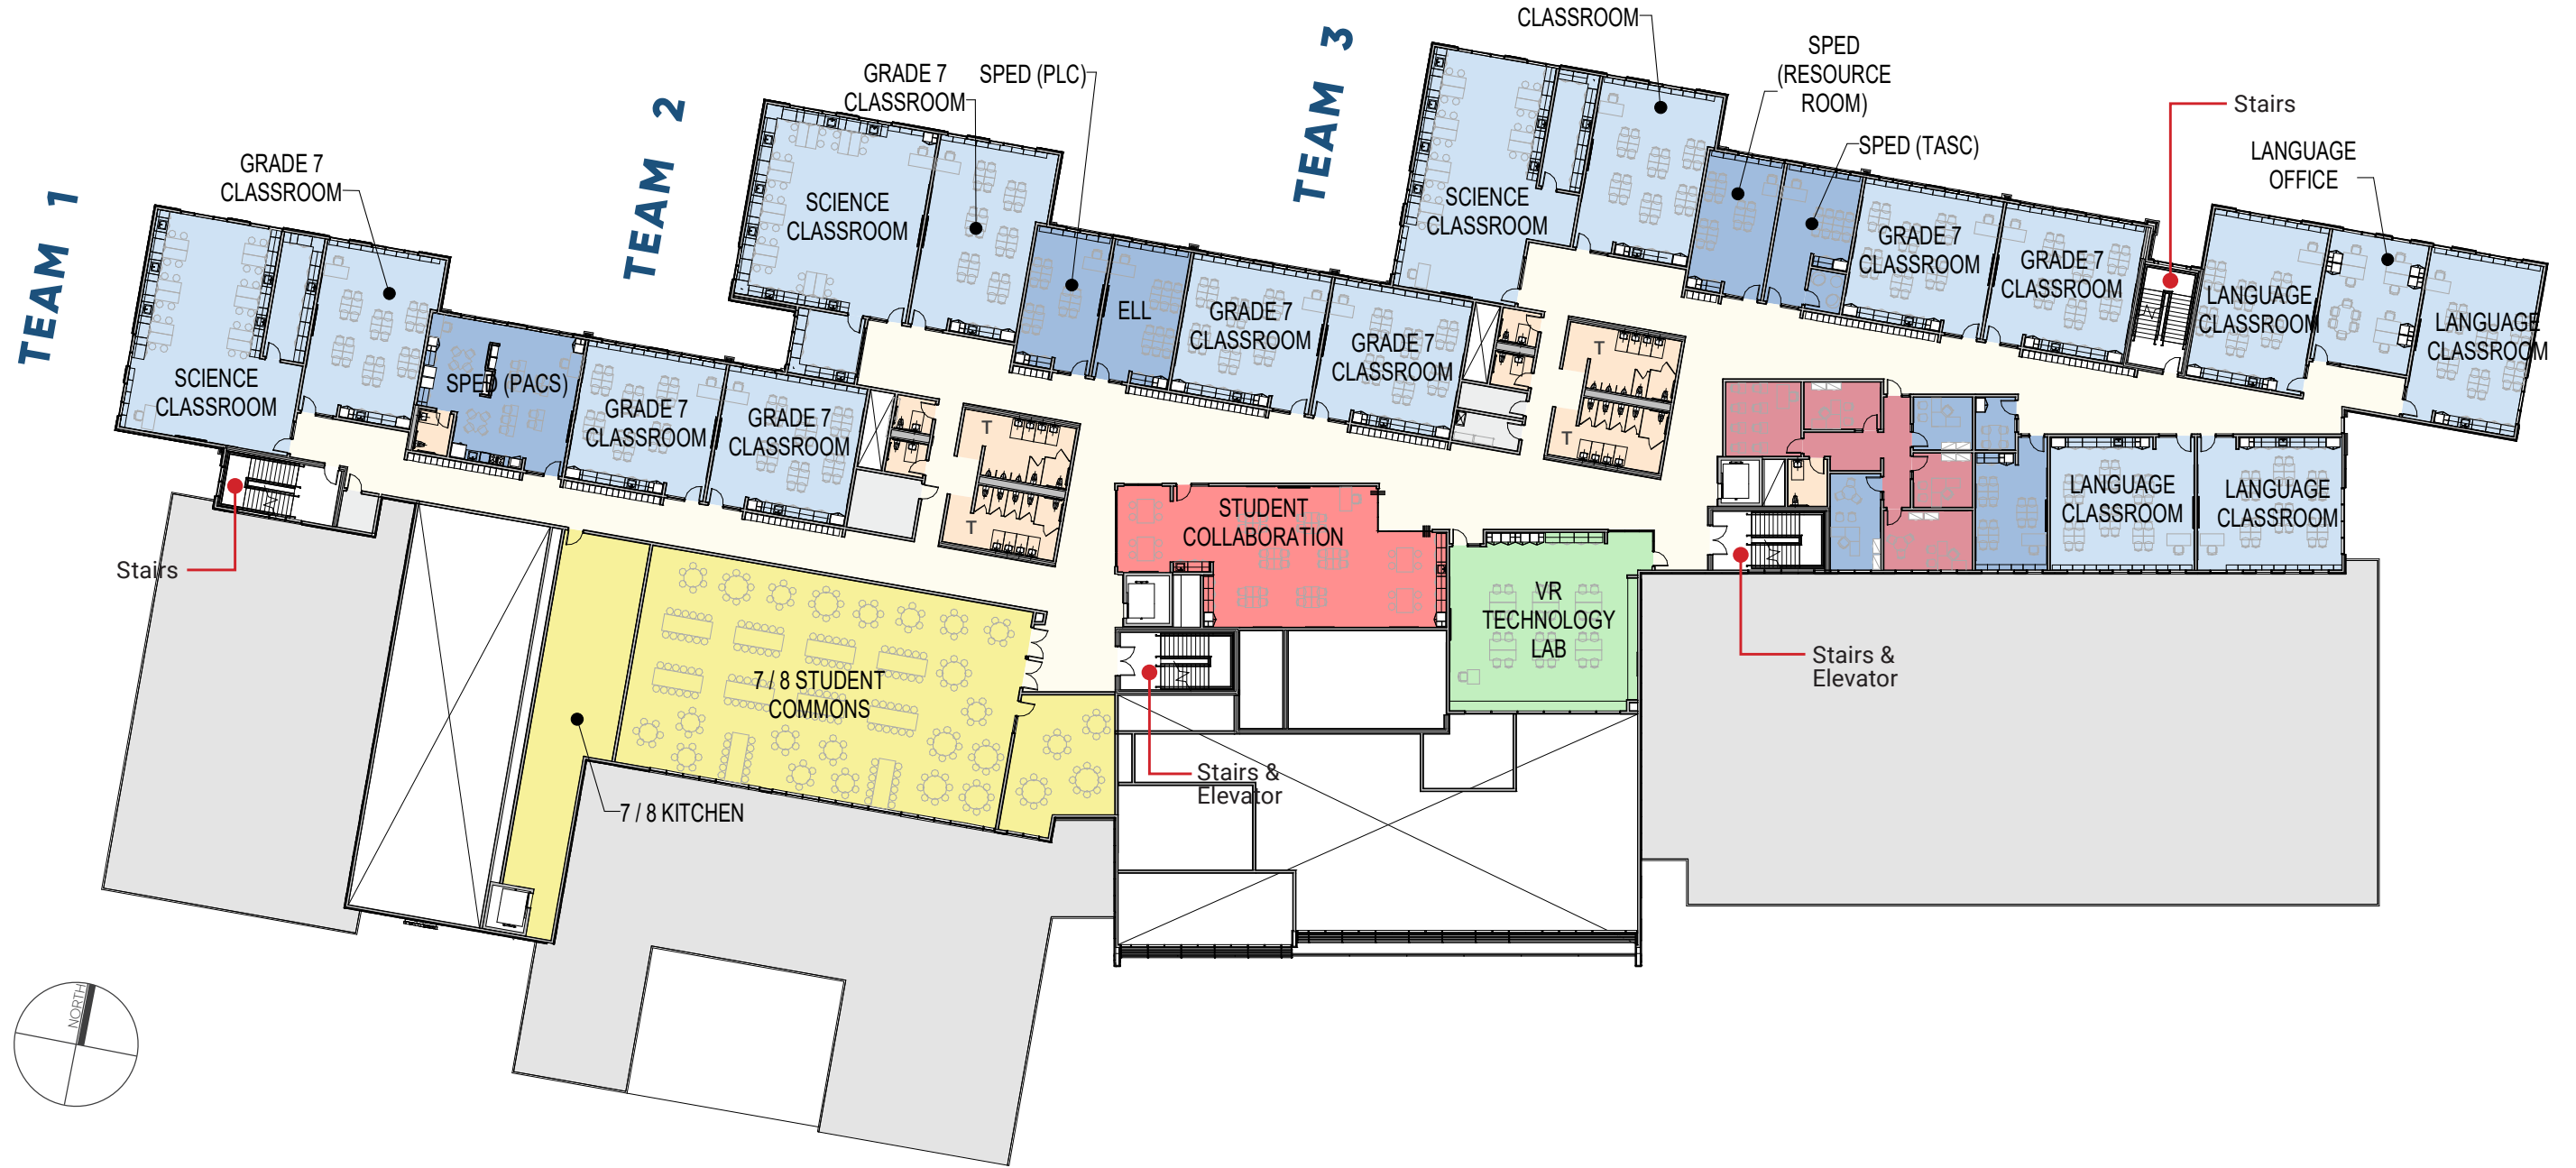 TEAM 1
TEAM 2
TEAM 3
GRADE 7
CLASSROOM
GRADE 7
CLASSROOM
SPED (PLC)
CLASSROOM
SPED
(RESOURCE
ROOM)
SPED (TASC)
Stairs
LANGUAGE
OFFICE
SCIENCE
CLASSROOM
SPED (PACS)
GRADE 7
CLASSROOM
GRADE 7
CLASSROOM
SCIENCE
CLASSROOM
ELL
GRADE 7
CLASSROOM
GRADE 7
CLASSROOM
SCIENCE
CLASSROOM
GRADE 7
CLASSROOM
GRADE 7
CLASSROOM
LANGUAGE
CLASSROOM
LANGUAGE
CLASSROOM
T
T
T
T
LANGUAGE
CLASSROOM
LANGUAGE
CLASSROOM
STUDENT
COLLABORATION
VR
TECHNOLOGY
LAB
Stairs
7 / 8 STUDENT
COMMONS
7 / 8 KITCHEN
Stairs &
Elevator
Stairs &
Elevator
NORTH